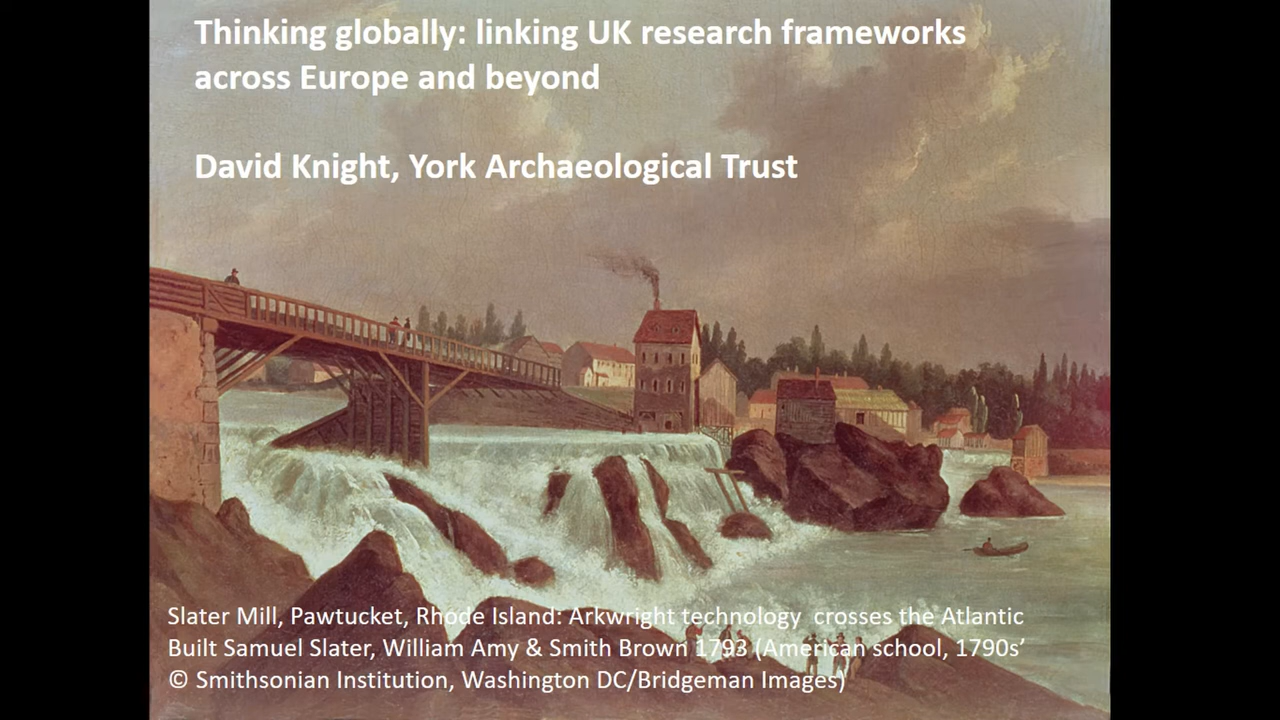 Thinking globally: linking UK research frameworks
across Europe and beyond
David Knight, York Archaeological Trust
Slater Mill, Pawtucket, Rhode Island: Arkwright technology  crosses the Atlantic
Built Samuel Slater, William Amy & Smith Brown 1793 (American school, 1790s’
© Smithsonian Institution, Washington DC/Bridgeman Images)